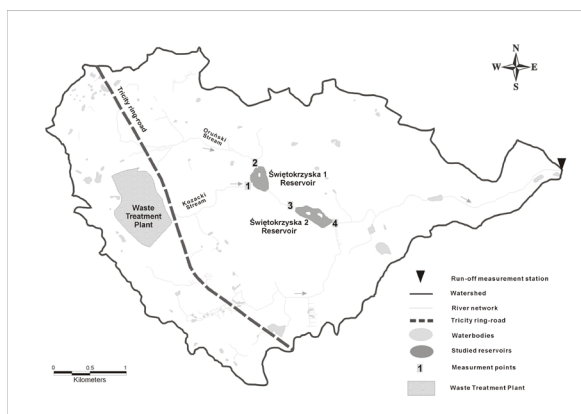 N
W E
S
Tricity ring-road
Oruński
Stream
2
Świętokrzyska 1
Reservoir
1
Kozacki
Stream
3
Świętokrzyska 2
Reservoir
4
Waste
Treatment
Plant
Run-off measurement station
Watershed
River network
Tricity ring-road
Waterbodies
Studied reservoirs
1 Measurment points
Waste Treatment Plant
0 0.5 1
Kilometers